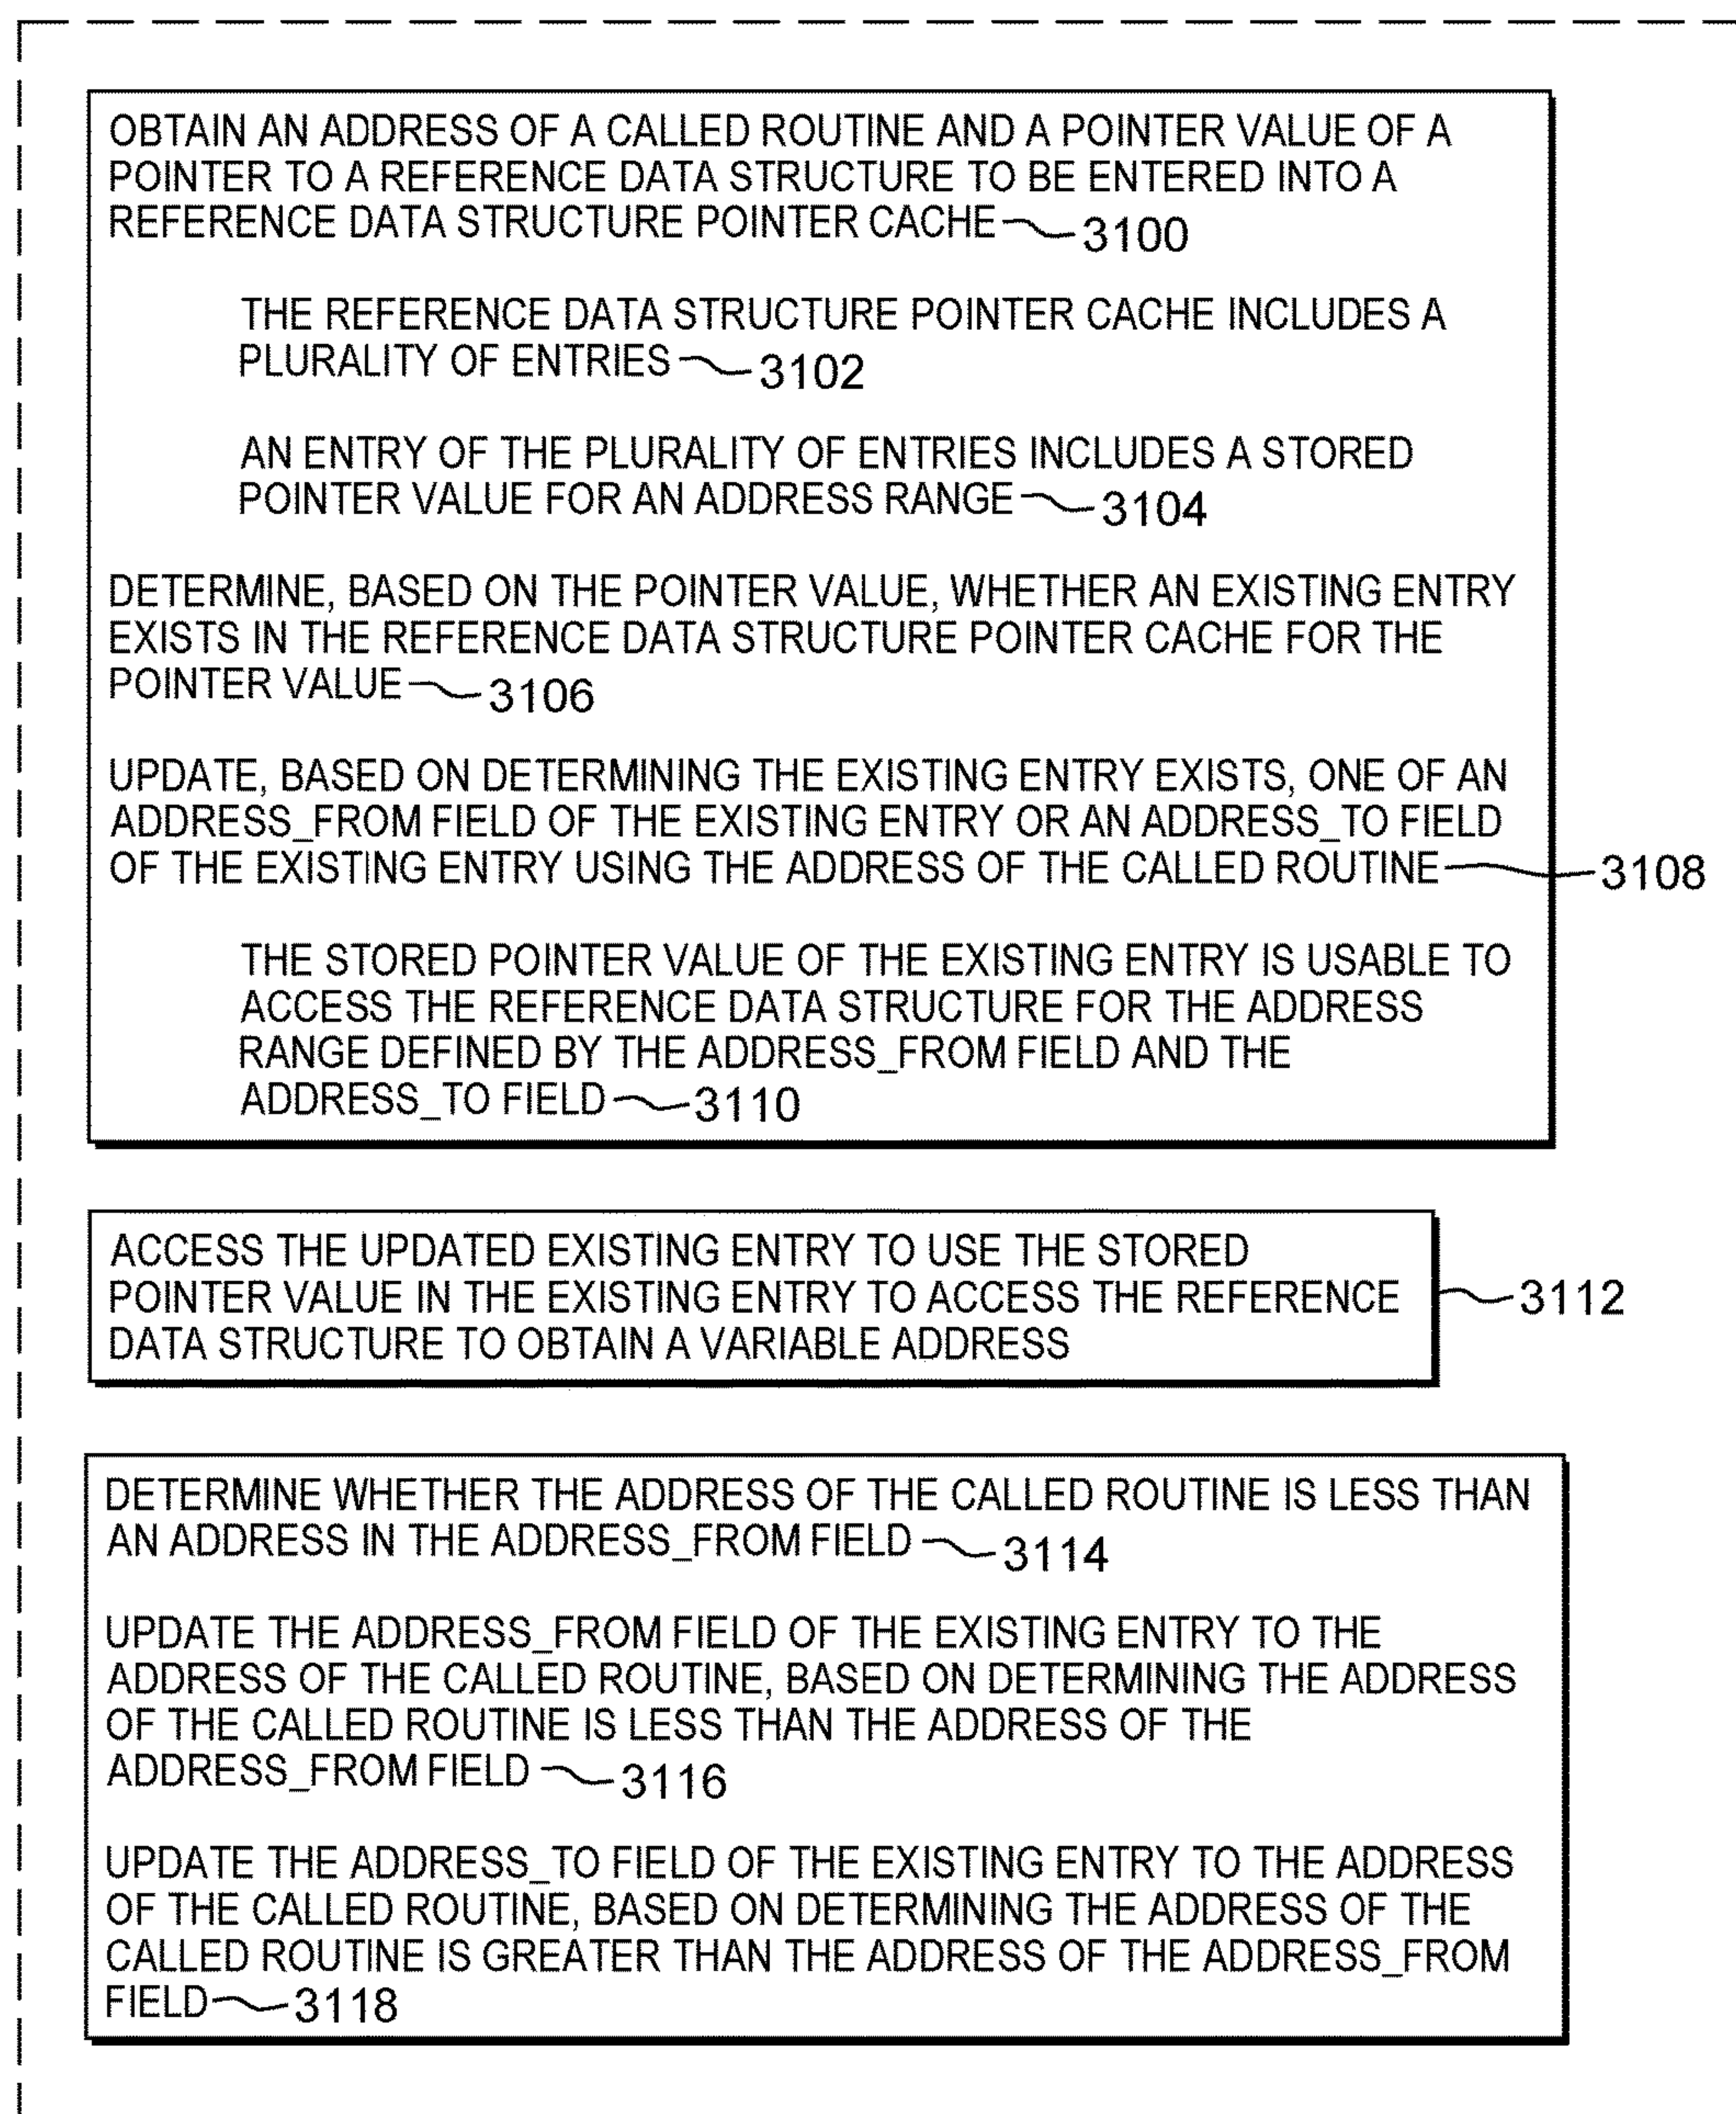 OBTAIN AN ADDRESS OF A CALLED ROUTINE AND A POINTER VALUE OF A
POINTER TO A REFERENCE DATA STRUCTURE TO BE ENTERED INTO A
REFERENCE DATA STRUCTURE POINTER CACHE 3100
THE REFERENCE DATA STRUCTURE POINTER CACHE INCLUDES A
PLURALITY OF ENTRIES 3102
AN ENTRY OF THE PLURALITY OF ENTRIES INCLUDES A STORED
POINTER VALUE FOR AN ADDRESS RANGE 3104
DETERMINE, BASED ON THE POINTER VALUE, WHETHER AN EXISTING ENTRY
EXISTS IN THE REFERENCE DATA STRUCTURE POINTER CACHE FOR THE
POINTER VALUE 3106
UPDATE, BASED ON DETERMINING THE EXISTING ENTRY EXISTS, ONE OF AN
ADDRESS_FROM FIELD OF THE EXISTING ENTRY OR AN ADDRESS_TO FIELD
OF THE EXISTING ENTRY USING THE ADDRESS OF THE CALLED ROUTINE 3108
THE STORED POINTER VALUE OF THE EXISTING ENTRY IS USABLE TO
ACCESS THE REFERENCE DATA STRUCTURE FOR THE ADDRESS
RANGE DEFINED BY THE ADDRESS_FROM FIELD AND THE
ADDRESS_TO FIELD 3110
ACCESS THE UPDATED EXISTING ENTRY TO USE THE STORED
POINTER VALUE IN THE EXISTING ENTRY TO ACCESS THE REFERENCE 3112
DATA STRUCTURE TO OBTAIN A VARIABLE ADDRESS
DETERMINE WHETHER THE ADDRESS OF THE CALLED ROUTINE IS LESS THAN
AN ADDRESS IN THE ADDRESS_FROM FIELD 3114
UPDATE THE ADDRESS_FROM FIELD OF THE EXISTING ENTRY TO THE
ADDRESS OF THE CALLED ROUTINE, BASED ON DETERMINING THE ADDRESS
OF THE CALLED ROUTINE IS LESS THAN THE ADDRESS OF THE
ADDRESS_FROM FIELD 3116
UPDATE THE ADDRESS_TO FIELD OF THE EXISTING ENTRY TO THE ADDRESS
OF THE CALLED ROUTINE, BASED ON DETERMINING THE ADDRESS OF THE
CALLED ROUTINE IS GREATER THAN THE ADDRESS OF THE ADDRESS_FROM
FIELD 3118